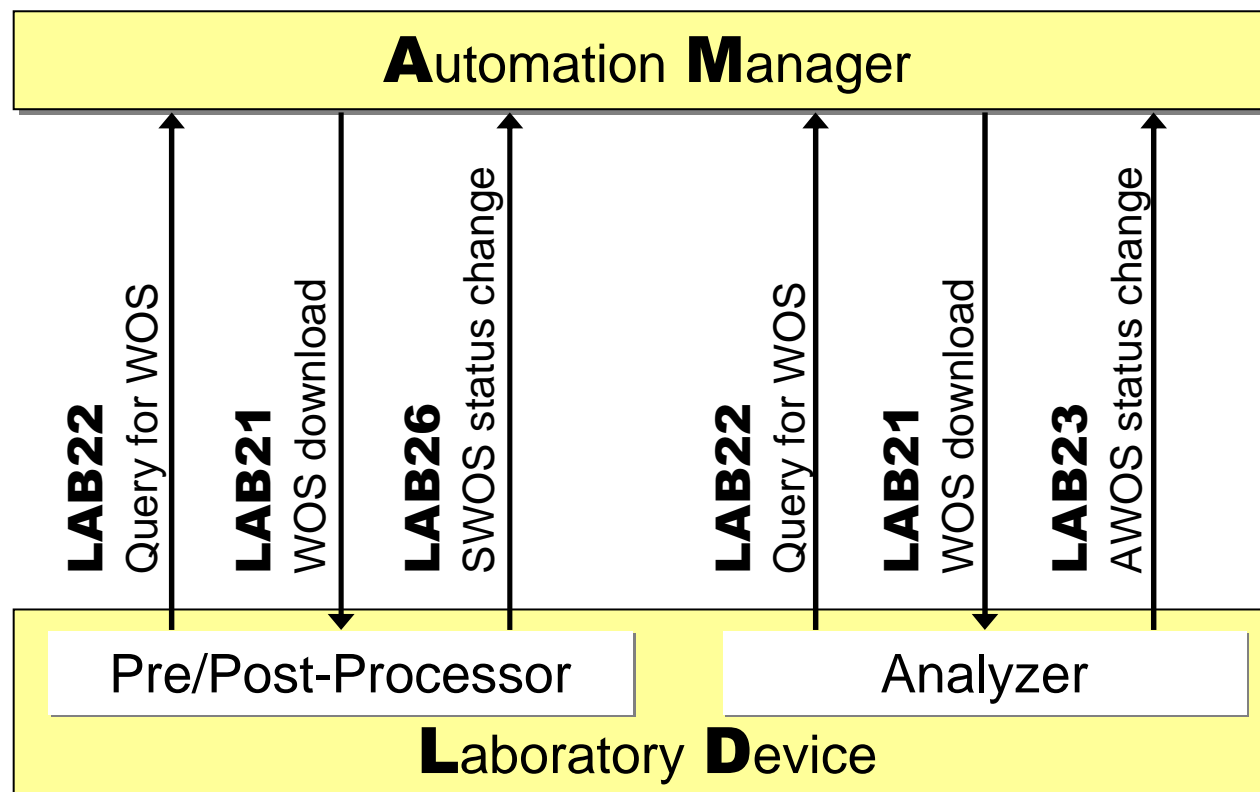 Automation Manager
LAB22
Query for WOS
LAB21
WOS download
LAB26
SWOS status change
LAB22
Query for WOS
LAB21
WOS download
LAB23
AWOS status change
Pre/Post-Processor
Analyzer
Laboratory Device